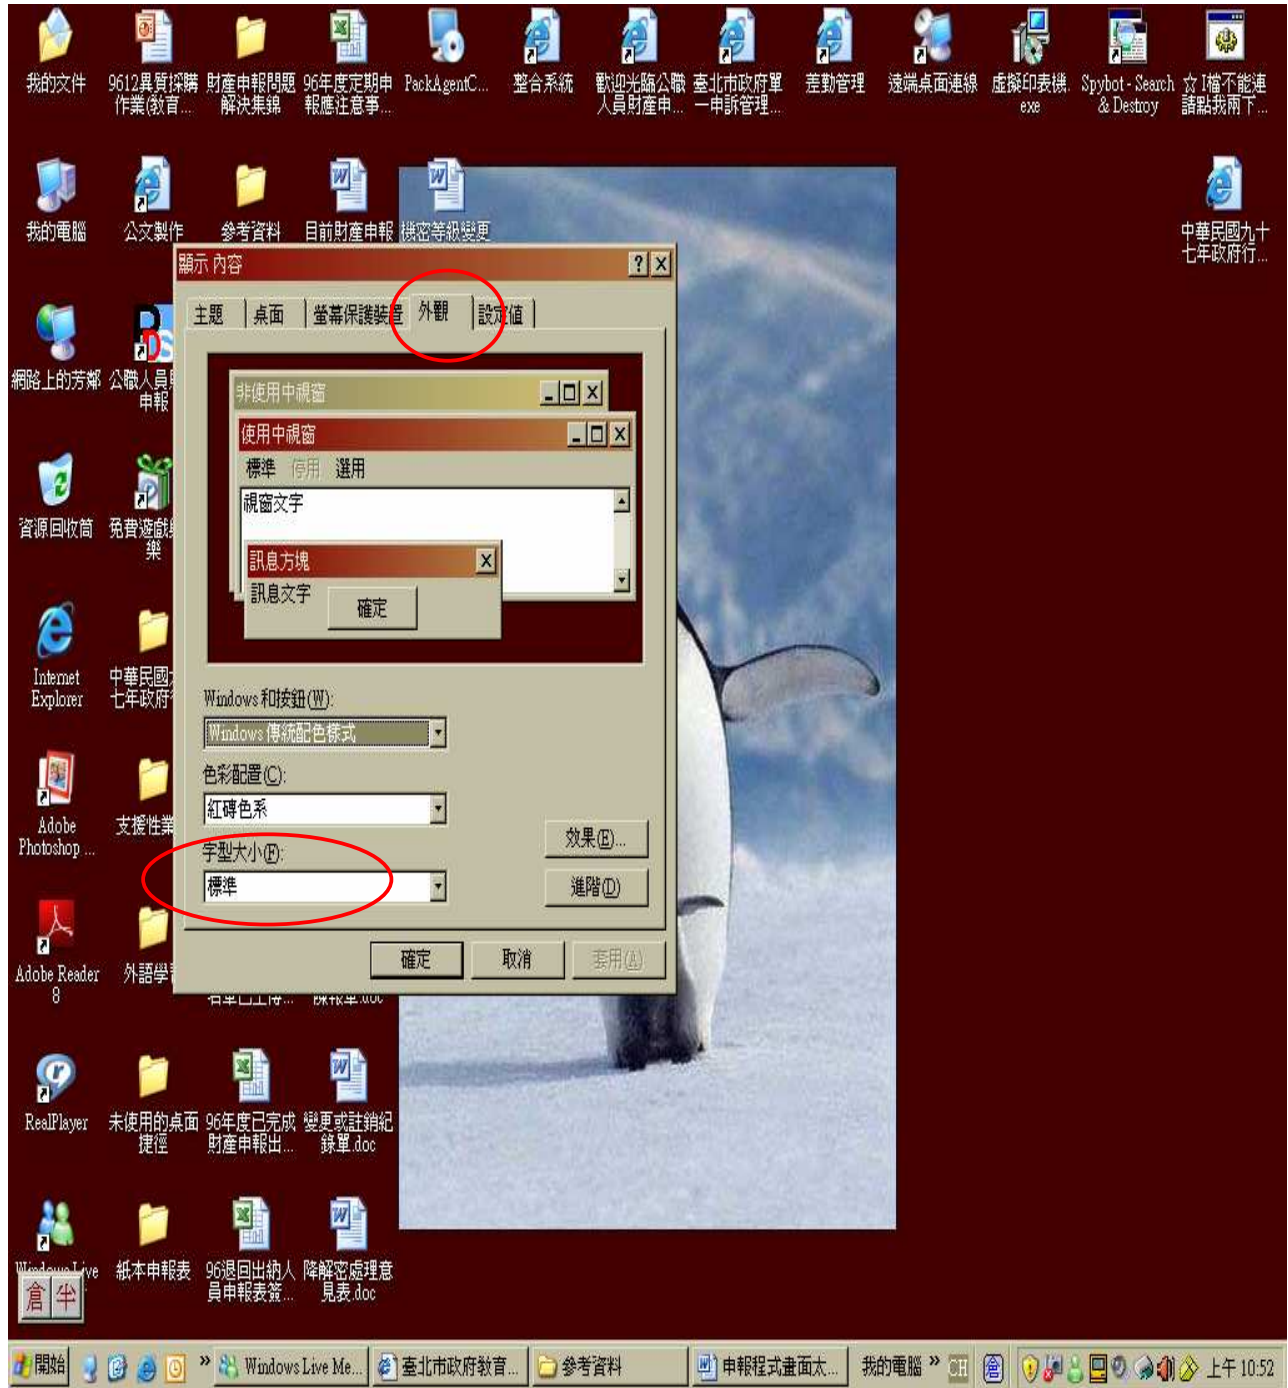 我的文件
9612異質採購
作業(教育...
財產申報問題
解決集錦
96年度定期申
報應注意事...
PackAgentC...
整合系統
歡迎光臨公職
人員財產申...
臺北市政府單
一申訴管理...
差勤管理
遠端桌面連線
虛擬印表機.
exe
Spybot - Search
& Destroy
☆ I檔不能連
請點我兩下...
我的電腦
公文製作
參考資料
目前財產申報
機密等級變更
中華民國九十
七年政府行...
網路上的芳鄰
公職人員
申報
資源回收筒
免費遊戲
樂
Internet
Explorer
中華民國
七年政府
Adobe
Photoshop ...
支援性業
Adobe Reader
8
外語學
RealPlayer
未使用的桌面
捷徑
96年度已完成
財產申報出...
變更或註銷紀
錄單.doc
紙本申報表
96退回出納人
員申報表簽...
降解密處理意
見表.doc
顯示 內容
主題
桌面
螢幕保護裝置
外觀
設定值
非使用中視窗
使用中視窗
標準 停用 選用
視窗文字
訊息方塊
訊息文字
確定
Windows 和按鈕(W):
Windows 傳統配色樣式
色彩配置(C):
紅磚色系
字型大小(F):
標準
效果(E)...
進階(D)
確定
取消
套用(A)
倉 半
開始
Windows Live Me...
臺北市政府教育...
參考資料
申報程式畫面太...
我的電腦
CH
倉
上午 10:52